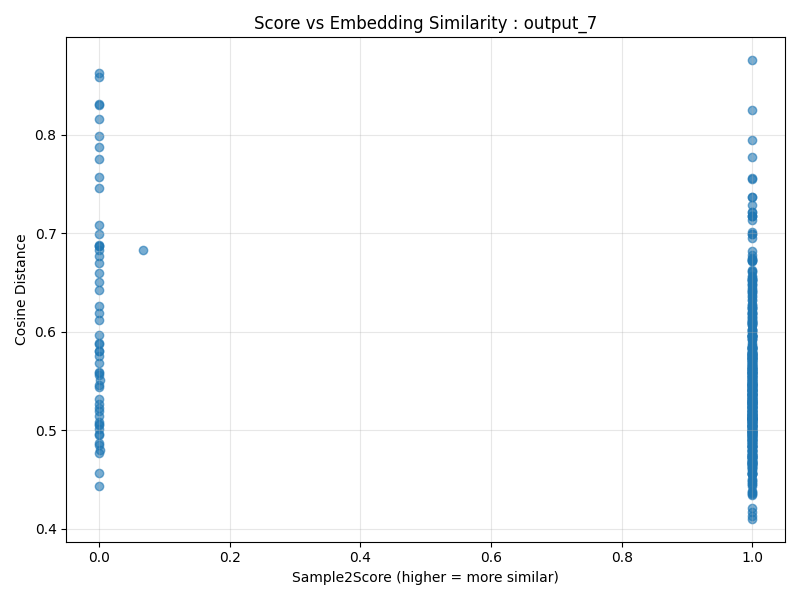 Score vs Embedding Similarity : output_7
0.8
0.7
0.6
0.5
0.4
Cosine Distance
0.0 0.2 0.4 0.6 0.8 1.0
Sample2Score (higher = more similar)